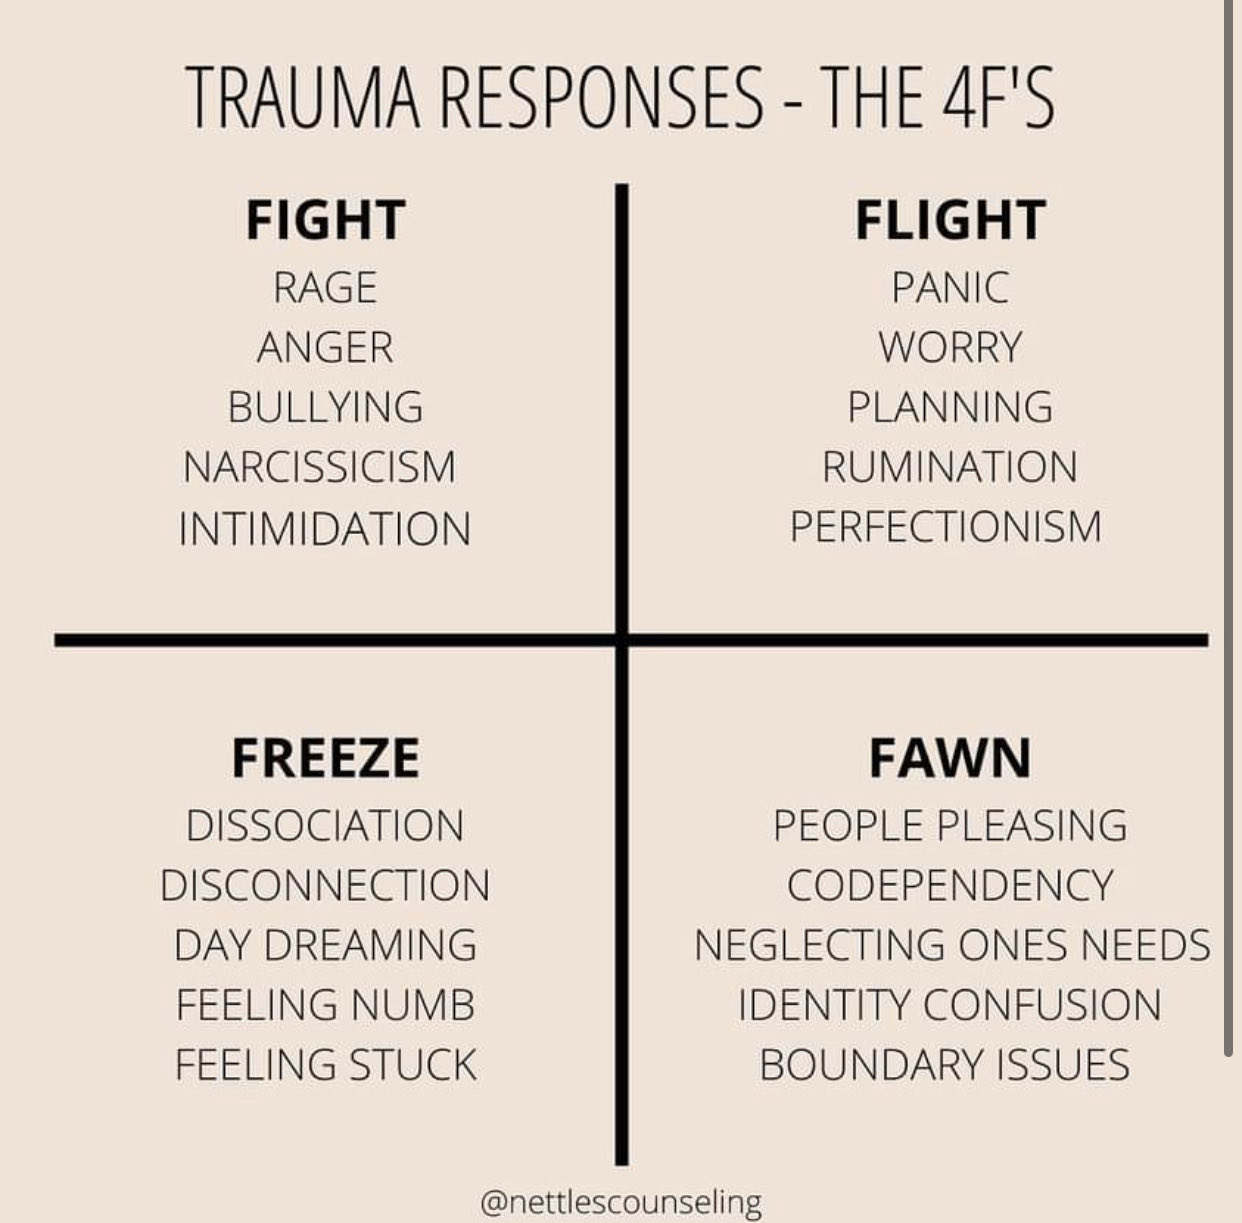 TRAUMA RESPONSES - THE 4F'S
FIGHT
RAGE
ANGER
BULLYING
NARCISSICISM
INTIMIDATION
FLIGHT
PANIC
WORRY
PLANNING
RUMINATION
PERFECTIONISM
FREEZE
DISSOCIATION
DISCONNECTION
DAY DREAMING
FEELING NUMB
FEELING STUCK
FAWN
PEOPLE PLEASING
CODEPENDENCY
NEGLECTING ONES NEEDS
IDENTITY CONFUSION
BOUNDARY ISSUES
@nettlescounseling